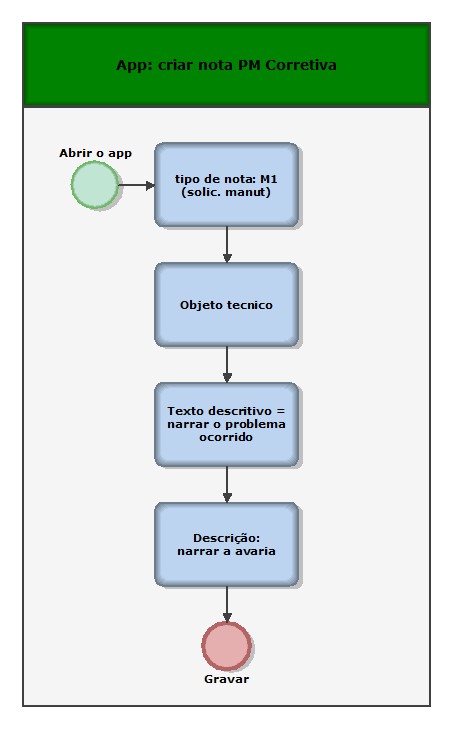 App: criar nota PM Corretiva
Abrir o app
tipo de nota: M1
(solic. manut)
Objeto tecnico
Texto descritivo =
narrar o problema
ocorrido
Descrição:
narrar a avaria
Gravar